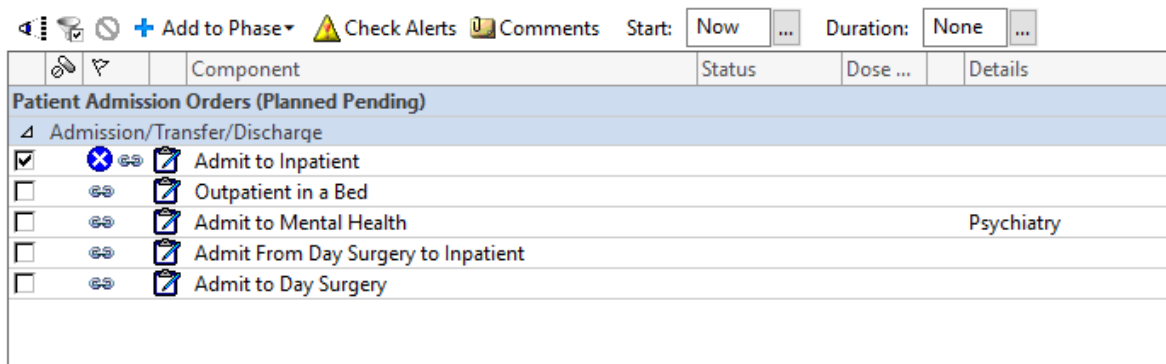 Add to Phase Check Alerts Comments Start: Now ... Duration: None ...
Component Status Dose ... Details
Patient Admission Orders (Planned Pending)
Admission/Transfer/Discharge
Admit to Inpatient
Outpatient in a Bed
Admit to Mental Health Psychiatry
Admit From Day Surgery to Inpatient
Admit to Day Surgery